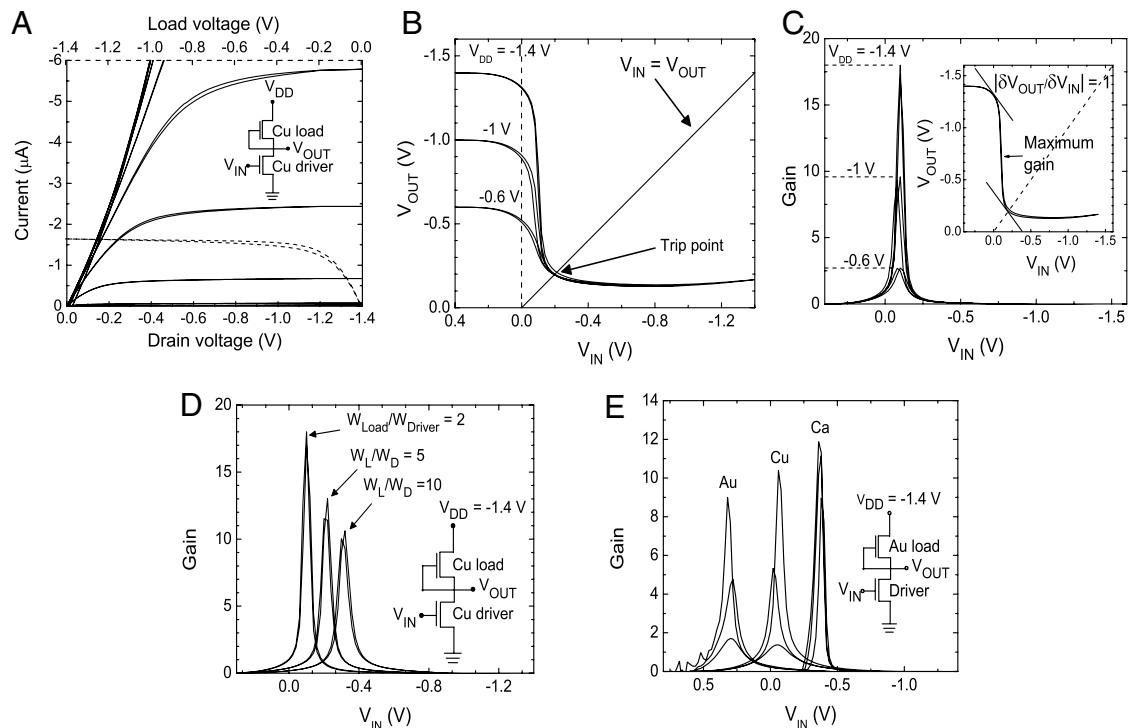 A
Load voltage (V)
-1.4 -1.2 -1.0 -0.8 -0.6 -0.4 -0.2 0.0
-6
-5
-4
-3
-2
-1
0
Current (μA)
V_DD
Cu load
V_OUT
V_IN
Cu driver
0.0 -0.2 -0.4 -0.6 -0.8 -1.0 -1.2 -1.4
Drain voltage (V)
B
-1.5
-1.0
-0.5
0.0
V_OUT (V)
V_DD = -1.4 V
-1 V
-0.6 V
V_IN = V_OUT
Trip point
0.4 0.0 -0.4 -0.8 -1.2
V_IN (V)
C
20
15
10
5
0
Gain
V_DD = -1.4 V
-1 V
-0.6 V
-1.5
-1.0
-0.5
0.0
V_OUT (V)
|δV_OUT/δV_IN| = 1
Maximum
gain
0.0 -0.5 -1.0 -1.5
V_IN (V)
0.0 -0.5 -1.0 -1.5
V_IN (V)
D
20
15
10
5
0
Gain
W_Load/W_Driver = 2
W_L/W_D = 5
W_L/W_D = 10
V_DD = -1.4 V
Cu load
V_OUT
V_IN
Cu driver
0.0 -0.4 -0.8 -1.2
V_IN (V)
E
14
12
10
8
6
4
2
0
Gain
Au
Cu
Ca
V_DD = -1.4 V
Au load
V_OUT
V_IN
Driver
0.5 0.0 -0.5 -1.0
V_IN (V)